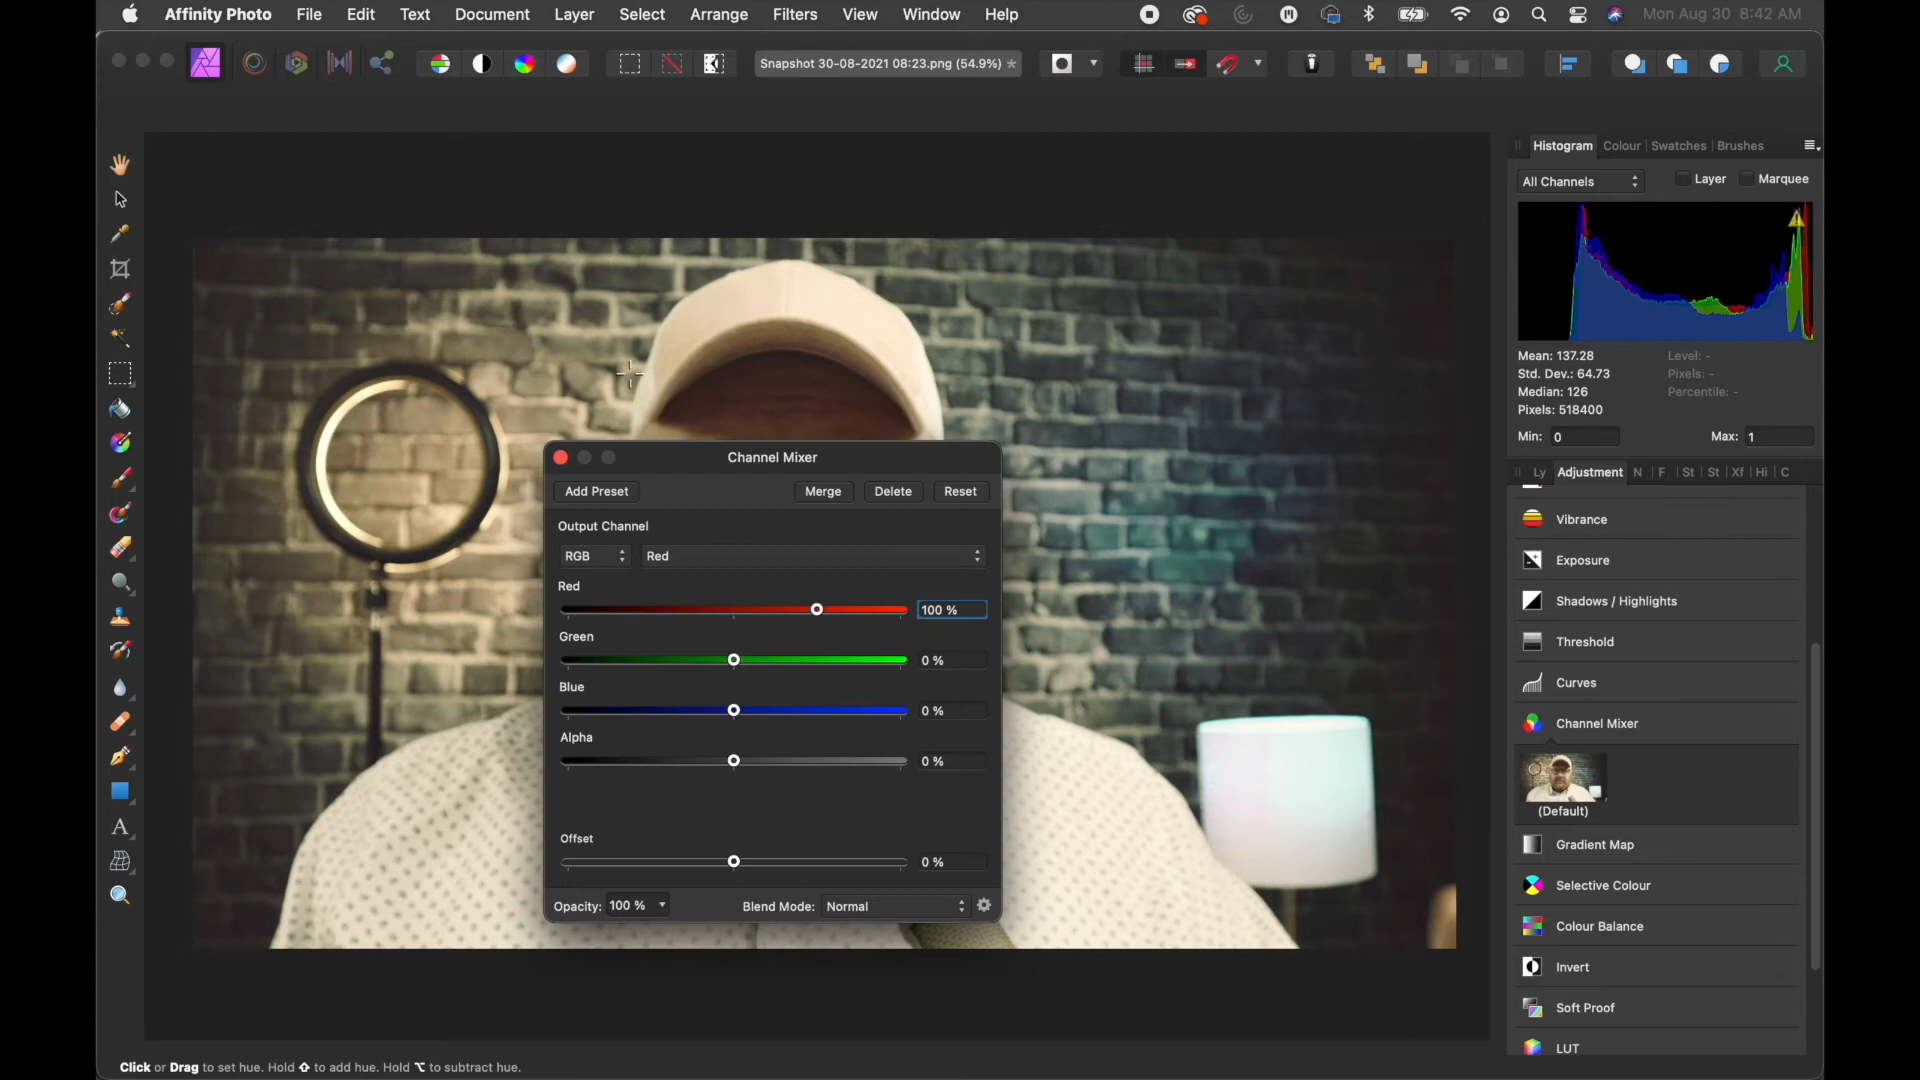 Affinity Photo File Edit Text Document Layer Select Arrange Filters View Window Help Mon Aug 30 8:42 AM
Snapshot 30-08-2021 08:23.png (54.9%) *
Histogram Colour Swatches Brushes
All Channels Layer Marquee
Mean: 137.28 Level: -
Std. Dev.: 64.73 Pixels: -
Median: 126 Percentile: -
Pixels: 518400
Min: 0 Max: 1
Ly Adjustment N F St St Xf Hi C
Vibrance
Exposure
Shadows / Highlights
Threshold
Curves
Channel Mixer
(Default)
Gradient Map
Selective Colour
Colour Balance
Invert
Soft Proof
LUT
Channel Mixer
Add Preset Merge Delete Reset
Output Channel
RGB Red
Red
100 %
Green
0 %
Blue
0 %
Alpha
0 %
Offset
0 %
Opacity: 100 % Blend Mode: Normal
Click or Drag to set hue. Hold ⇧ to add hue. Hold ⌥ to subtract hue.